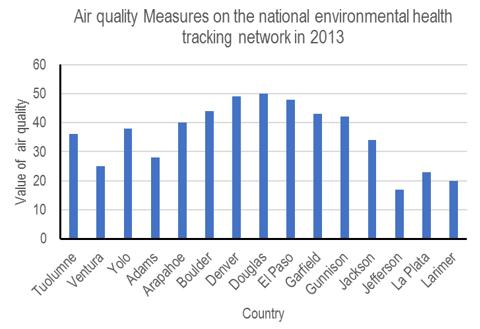 Air quality Measures on the national environmental health
tracking network in 2013
Value of air quality
60
50
40
30
20
10
0
Tuolumne
Ventura
Yolo
Adams
Arapahoe
Boulder
Denver
Douglas
El Paso
Garfield
Gunnison
Jackson
Jefferson
La Plata
Larimer
Country